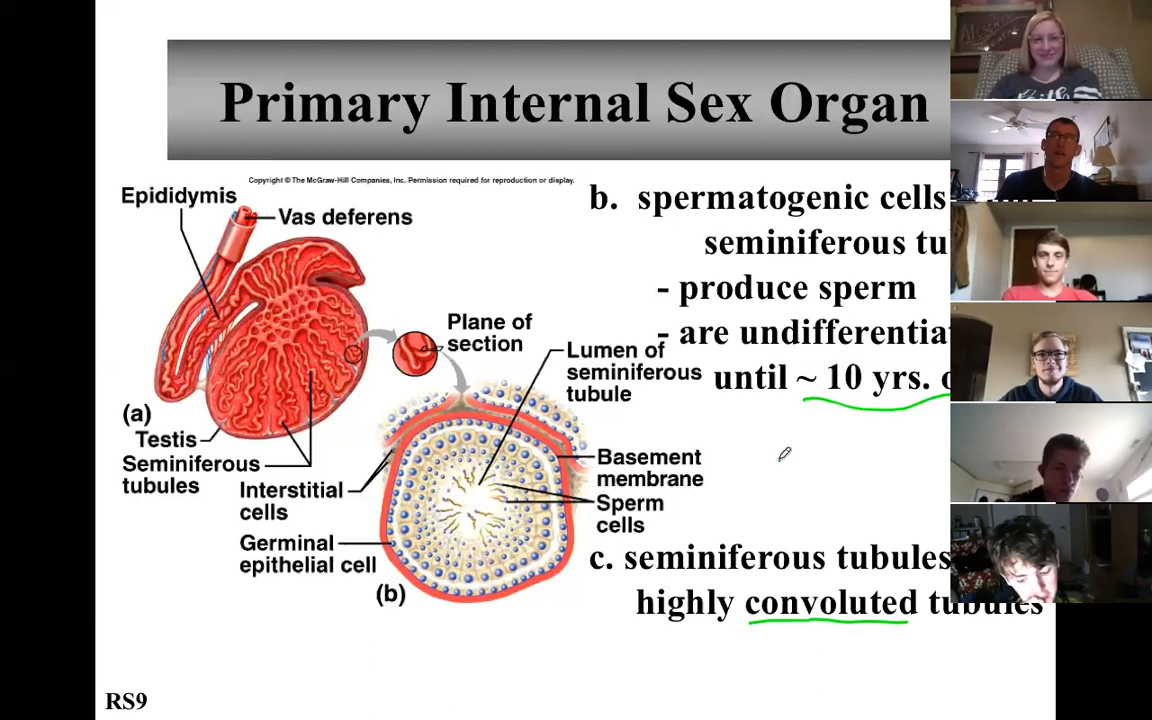 Primary Internal Sex Organ
Copyright © The McGraw-Hill Companies, Inc. Permission required for reproduction or display.
Epididymis
Vas deferens
Plane of
section
Lumen of
seminiferous
tubule
(a)
Testis
Seminiferous
tubules
Interstitial
cells
Germinal
epithelial cell
Basement
membrane
Sperm
cells
(b)
b. spermatogenic cells
seminiferous
- produce sperm
- are
until ~ 10 yrs.
c. seminiferous tubules
highly convoluted tubules
RS9